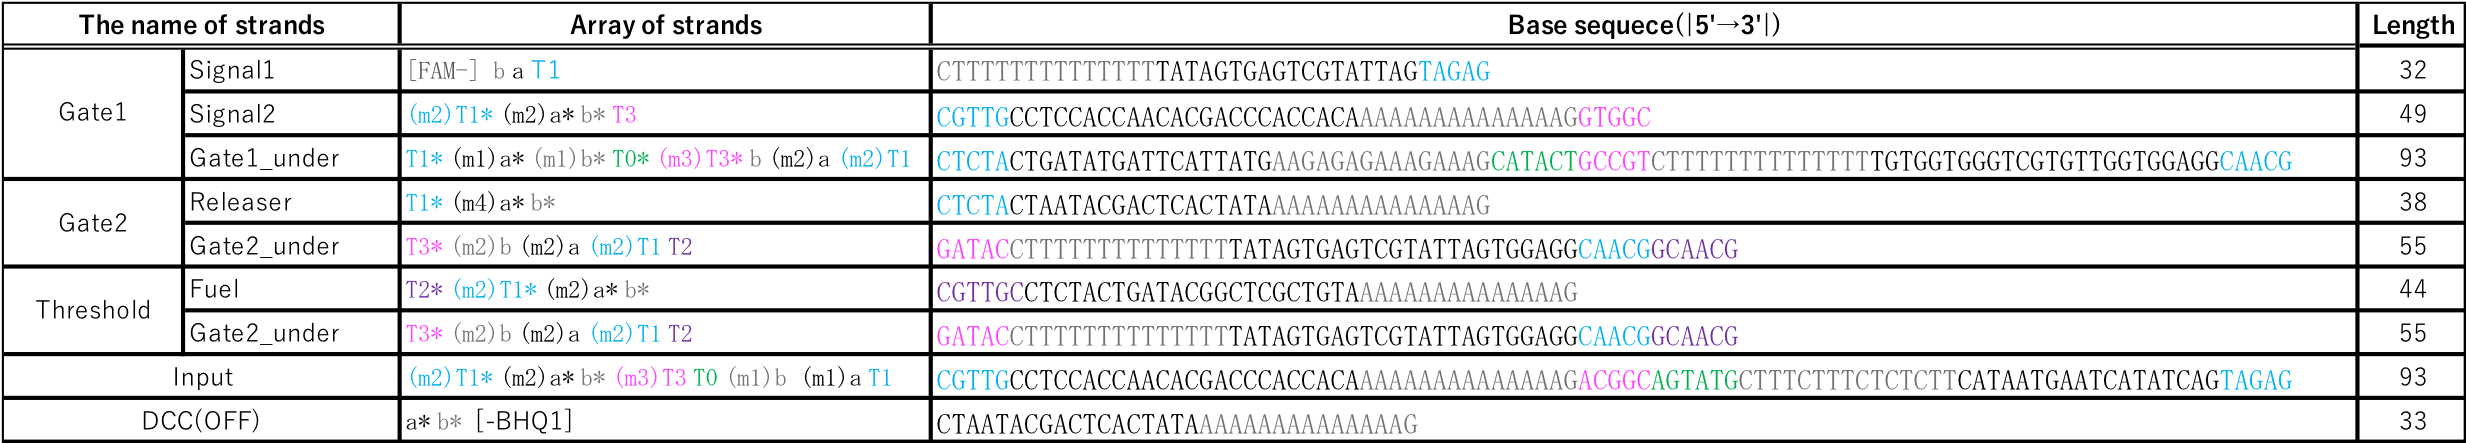 The name of strands Array of strands Base sequece(|5'→3'|) Length
Signal1 [FAM-] b a T1 CTTTTTTTTTTTTTTTATAGTGAGTCGTATTAGTAGAG 32
Gate1 Signal2 (m2)T1* (m2)a* b* T3 CGTTGCCTCCACCAACACGACCCACCACAAAAAAAAAAAAAAAGGTGGC 49
Gate1_under T1* (m1)a* (m1)b* T0* (m3)T3* b (m2)a (m2)T1 CTCTACTGATATGATTCATTATGAAGAGAGAAAGAAAGCATACTGCCGTCTTTTTTTTTTTTTTTGTGGTGGGTCGTGTTGGTGGAGGCAACG 93
Gate2 Releaser T1* (m4)a* b* CTCTACTAATACGACTCACTATAAAAAAAAAAAAAAAG 38
Gate2_under T3* (m2)b (m2)a (m2)T1 T2 GATACCTTTTTTTTTTTTTTTATAGTGAGTCGTATTAGTGGAGGCAACGGCAACG 55
Threshold Fuel T2* (m2)T1* (m2)a* b* CGTTGCCTCTACTGATACGGCTCGCTGTAAAAAAAAAAAAAAAG 44
Gate2_under T3* (m2)b (m2)a (m2)T1 T2 GATACCTTTTTTTTTTTTTTTATAGTGAGTCGTATTAGTGGAGGCAACGGCAACG 55
Input (m2)T1* (m2)a* b* (m3)T3 T0 (m1)b (m1)a T1 CGTTGCCTCCACCAACACGACCCACCACAAAAAAAAAAAAAAAGACGGCAGTATGCTTTCTTTCTCTCTTCATAATGAATCATATCAGTAGAG 93
DCC(OFF) a* b* [-BHQ1] CTAATACGACTCACTATAAAAAAAAAAAAAAAG 33